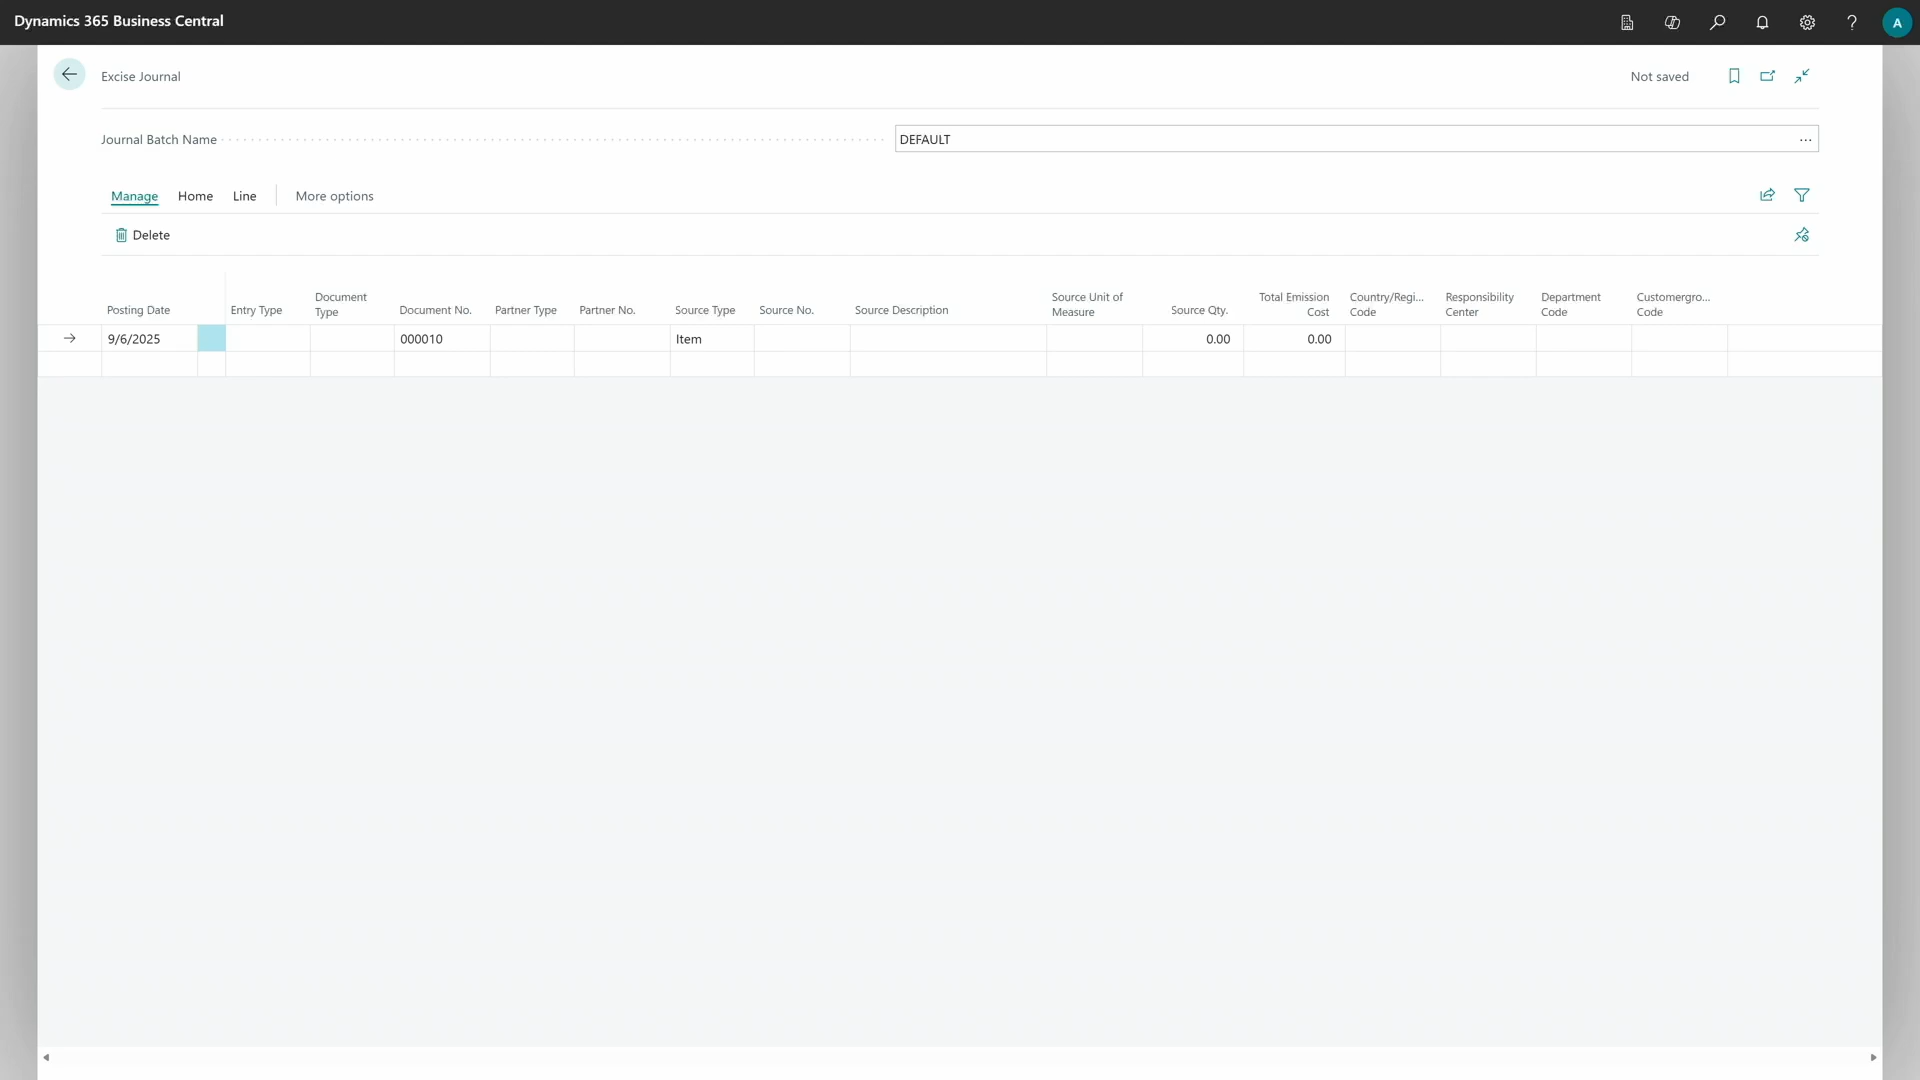 Dynamics 365 Business Central
A
Excise Journal
Not saved
Journal Batch Name
DEFAULT
Manage
Home
Line
More options
Delete
Posting Date
Entry Type
Document Type
Document No.
Partner Type
Partner No.
Source Type
Source No.
Source Description
Source Unit of Measure
Source Qty.
Total Emission Cost
Country/Regi... Code
Responsibility Center
Department Code
Customergro... Code
9/6/2025
000010
Item
0.00
0.00